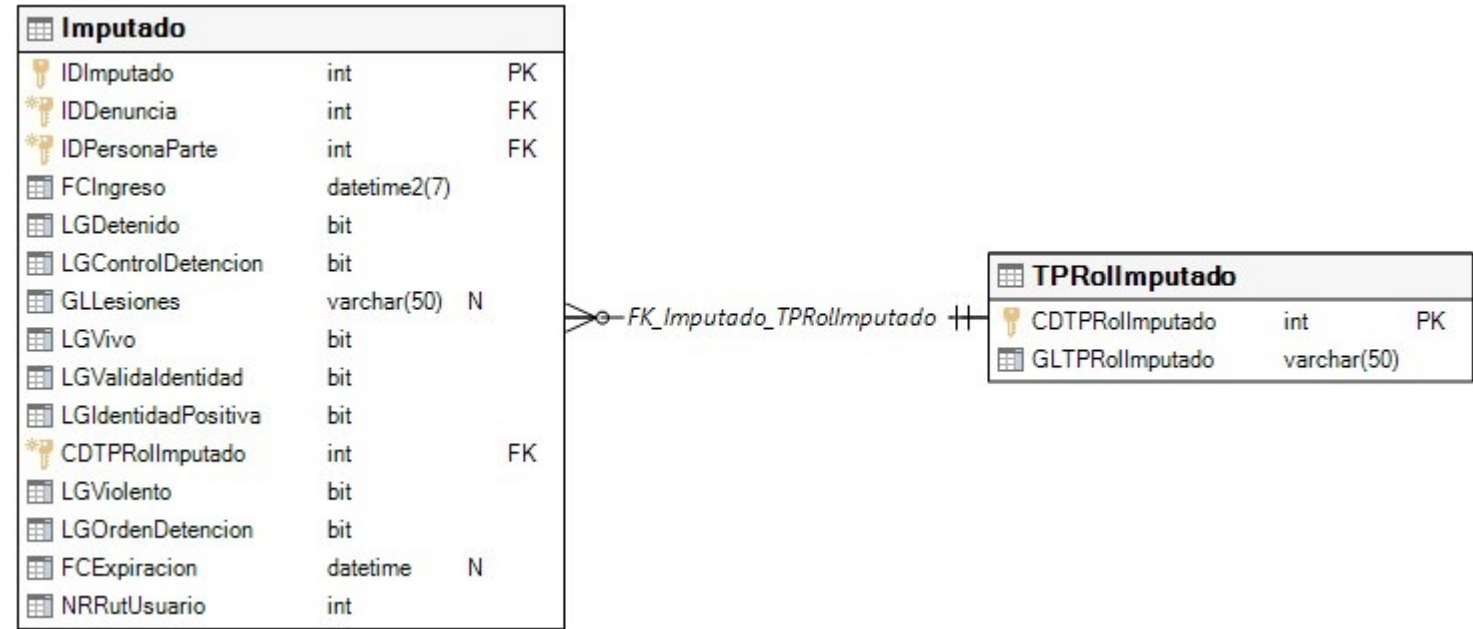 Imputado
IDImputado int PK
IDDenuncia int FK
IDPersonaParte int FK
FCIngreso datetime2(7)
LGDetenido bit
LGControlDetencion bit
GLLesiones varchar(50) N
LGVivo bit
LGValidaIdentidad bit
LGIdentidadPositiva bit
CDTPRolImputado int FK
LGViolento bit
LGOrdenDetencion bit
FCExpiracion datetime N
NRRutUsuario int
FK_Imputado_TPRolImputado
TPRolImputado
CDTPRolImputado int PK
GLTPRolImputado varchar(50)